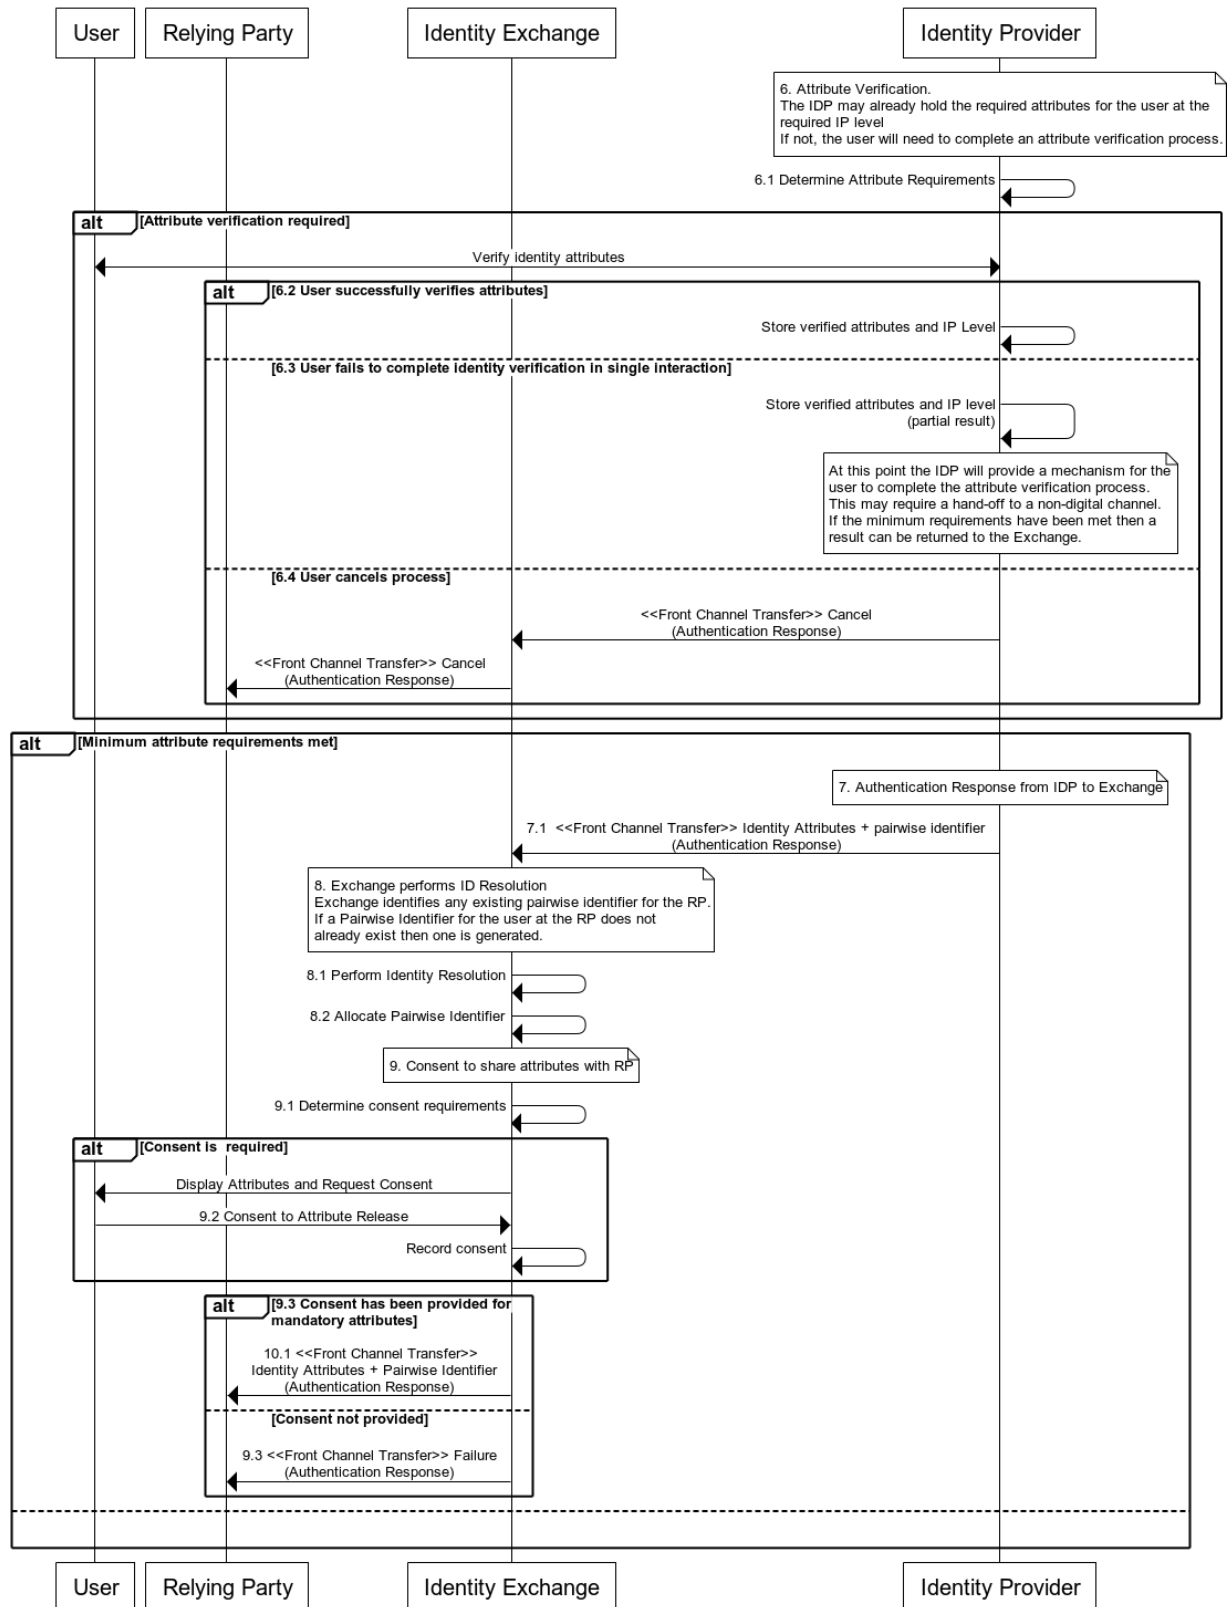 User
Relying Party
Identity Exchange
Identity Provider
6. Attribute Verification.
The IDP may already hold the required attributes for the user at the
required IP level
If not, the user will need to complete an attribute verification process.
6.1 Determine Attribute Requirements
alt
[Attribute verification required]
Verify identity attributes
alt
[6.2 User successfully verifies attributes]
Store verified attributes and IP Level
[6.3 User fails to complete identity verification in single interaction]
Store verified attributes and IP level
(partial result)
At this point the IDP will provide a mechanism for the
user to complete the attribute verification process.
This may require a hand-off to a non-digital channel.
If the minimum requirements have been met then a
result can be returned to the Exchange.
[6.4 User cancels process]
<<Front Channel Transfer>> Cancel
(Authentication Response)
<<Front Channel Transfer>> Cancel
(Authentication Response)
alt
[Minimum attribute requirements met]
7. Authentication Response from IDP to Exchange
7.1 <<Front Channel Transfer>> Identity Attributes + pairwise identifier
(Authentication Response)
8. Exchange performs ID Resolution
Exchange identifies any existing pairwise identifier for the RP.
If a Pairwise Identifier for the user at the RP does not
already exist then one is generated.
8.1 Perform Identity Resolution
8.2 Allocate Pairwise Identifier
9. Consent to share attributes with RP
9.1 Determine consent requirements
alt
[Consent is required]
Display Attributes and Request Consent
9.2 Consent to Attribute Release
Record consent
alt
[9.3 Consent has been provided for
mandatory attributes]
10.1 <<Front Channel Transfer>>
Identity Attributes + Pairwise Identifier
(Authentication Response)
[Consent not provided]
9.3 <<Front Channel Transfer>> Failure
(Authentication Response)
User
Relying Party
Identity Exchange
Identity Provider